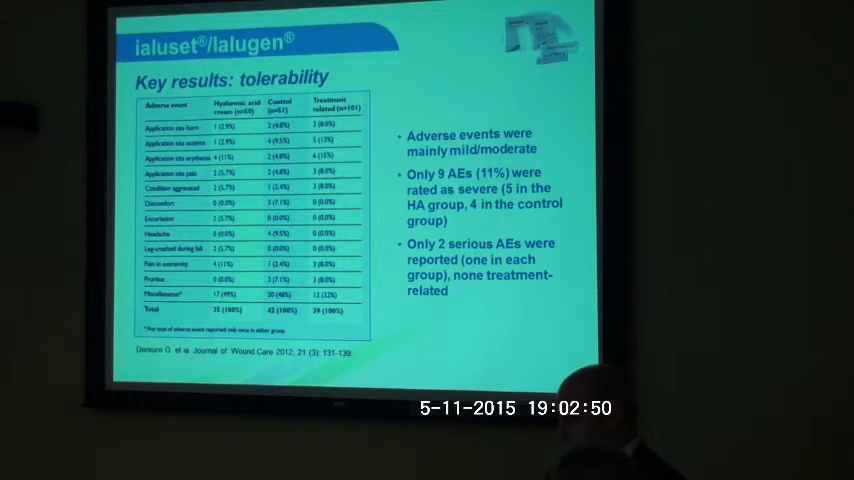 ialuset®/Ialugen®
Key results: tolerability
Adverse event Hyaluronic acid cream (n=50) Control (n=51) Treatment related (n=101)
Application site burn 1 (2.9%) 2 (4.8%) 3 (8.0%)
Application site eczema 1 (2.9%) 4 (9.5%) 5 (13%)
Application site erythema 4 (11%) 2 (4.8%) 6 (15%)
Application site pain 2 (5.7%) 2 (4.8%) 3 (8.0%)
Condition aggravated 2 (5.7%) 1 (2.4%) 3 (8.0%)
Discomfort 0 (0.0%) 3 (7.1%) 0 (0.0%)
Excoriation 2 (5.7%) 0 (0.0%) 0 (0.0%)
Headache 0 (0.0%) 4 (9.5%) 0 (0.0%)
Leg-crashed during fall 2 (5.7%) 0 (0.0%) 0 (0.0%)
Pain in extremity 4 (11%) 1 (2.4%) 3 (8.0%)
Pruritus 0 (0.0%) 3 (7.1%) 3 (8.0%)
Miscellaneous* 17 (49%) 20 (48%) 13 (32%)
Total 35 (100%) 42 (100%) 39 (100%)
*Any type of adverse event reported only once in either group
Dereure O. et al. Journal of Wound Care 2012, 21 (3): 131-139.
• Adverse events were
mainly mild/moderate
• Only 9 AEs (11%) were
rated as severe (5 in the
HA group, 4 in the control
group)
• Only 2 serious AEs were
reported (one in each
group), none treatment-
related
5-11-2015 19:02:50